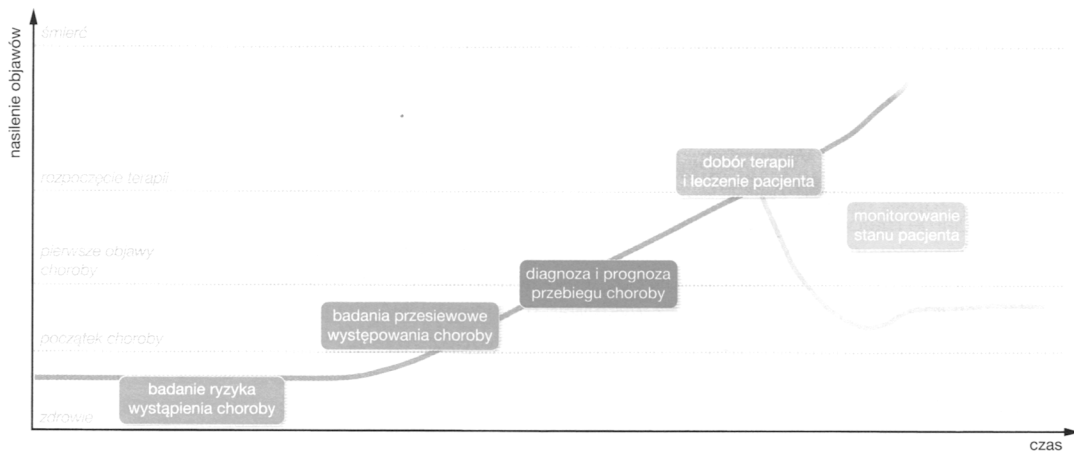 nasilenie objawów
śmierć
rozpoczęcie terapii
pierwsze objawy
choroby
początek choroby
zdrowie
badanie ryzyka
wystąpienia choroby
badania przesiewowe
występowania choroby
diagnoza i prognoza
przebiegu choroby
dobór terapii
i leczenie pacjenta
monitorowanie
stanu pacjenta
czas